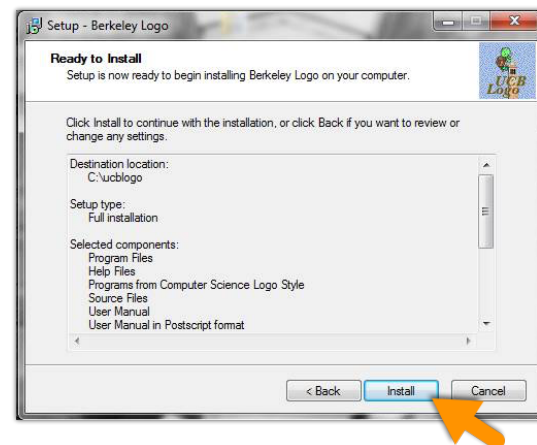 Setup - Berkeley Logo
Ready to Install
Setup is now ready to begin installing Berkeley Logo on your computer.
UCB
Logo
Click Install to continue with the installation, or click Back if you want to review or
change any settings.
Destination location:
C:\ucblogo
Setup type:
Full installation
Selected components:
Program Files
Help Files
Programs from Computer Science Logo Style
Source Files
User Manual
User Manual in Postscript format
< Back
Install
Cancel